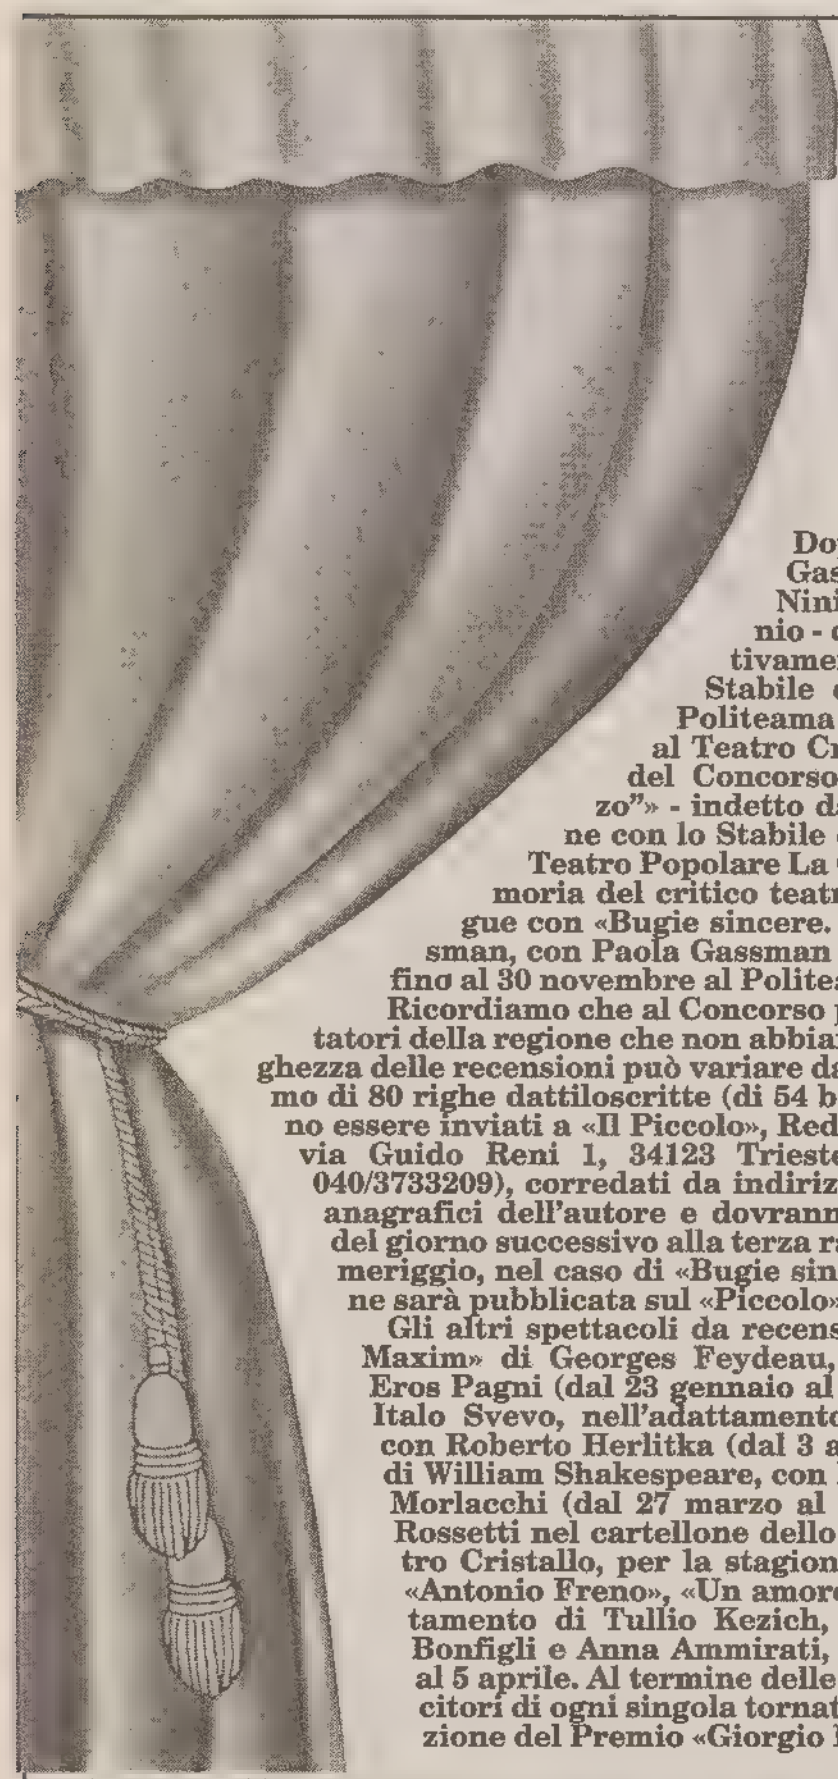 Do
Gas
Nini
nio - 
tivame
Stabile
Politeama
al Teatro Cr
del Concorso
zo”» - indetto da
ne con lo Stabile
Teatro Popolare La
moria del critico teatr
gue con «Bugie sincere.
sman, con Paola Gassman
fino al 30 novembre al Politea
Ricordiamo che al Concorso p
tatori della regione che non abbia
ghezza delle recensioni può variare da
mo di 80 righe dattiloscritte (di 54 b
no essere inviati a «Il Piccolo», Red
via Guido Reni 1, 34123 Trieste
040/3733209), corredati da indiriz
anagrafici dell’autore e dovrann
del giorno successivo alla terza ra
meriggio, nel caso di «Bugie sin
ne sarà pubblicata sul «Piccolo»
Gli altri spettacoli da recens
Maxim» di Georges Feydeau,
Eros Pagni (dal 23 gennaio al
Italo Svevo, nell’adattamento
con Roberto Herlitka (dal 3 a
di William Shakespeare, con
Morlacchi (dal 27 marzo al
Rossetti nel cartellone dello
tro Cristallo, per la stagion
«Antonio Freno», «Un amore
tamento di Tullio Kezich,
Bonfigli e Anna Ammirati,
al 5 aprile. Al termine delle
citori di ogni singola tornat
zione del Premio «Giorgio